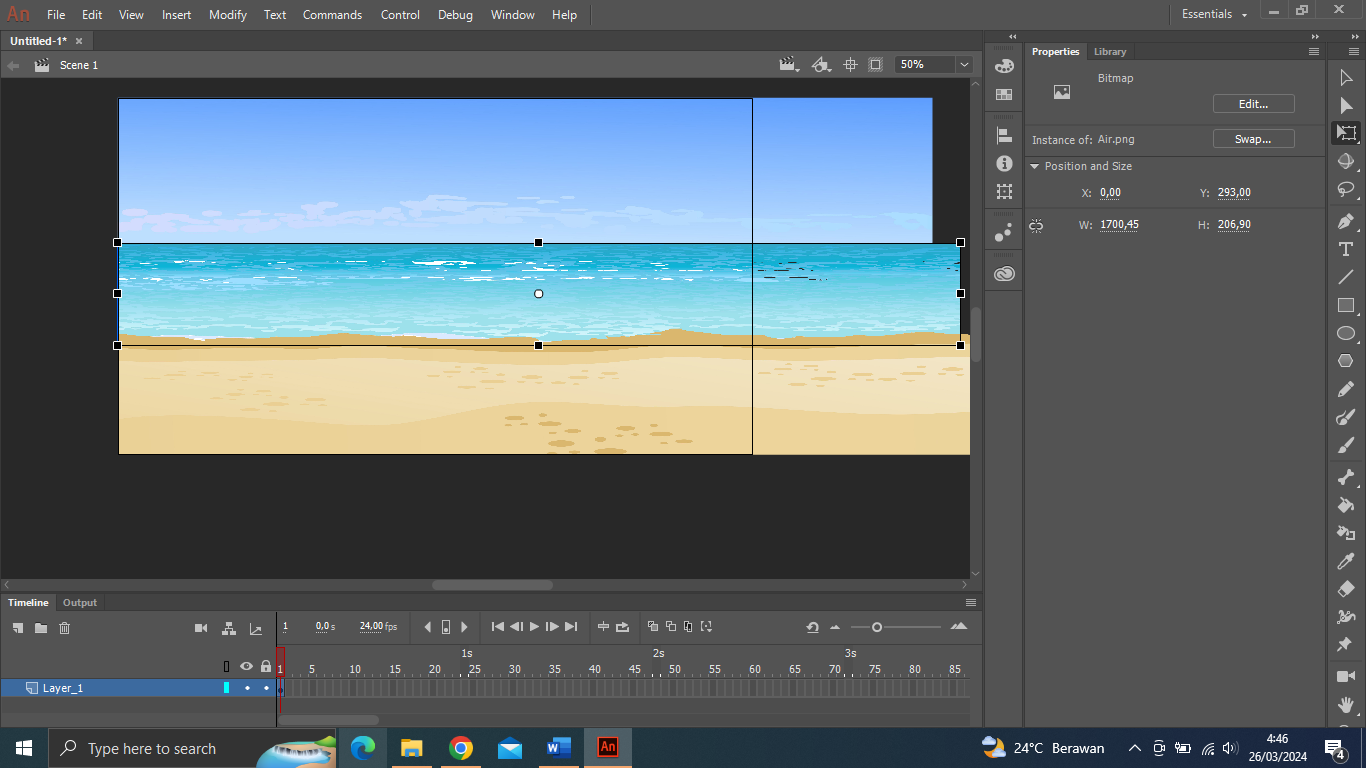 An File Edit View Insert Modify Text Commands Control Debug Window Help Essentials
Untitled-1* ×
Scene 1 50%
Properties Library
Bitmap
Edit...
Instance of: Air.png Swap...
Position and Size
X: 0,00 Y: 293,00
W: 1700,45 H: 206,90
Timeline Output
1 0,0 s 24,00 fps
1s 2s 3s
1 5 10 15 20 25 30 35 40 45 50 55 60 65 70 75 80 85
Layer_1
Type here to search
An
24°C Berawan
4:46
26/03/2024
4